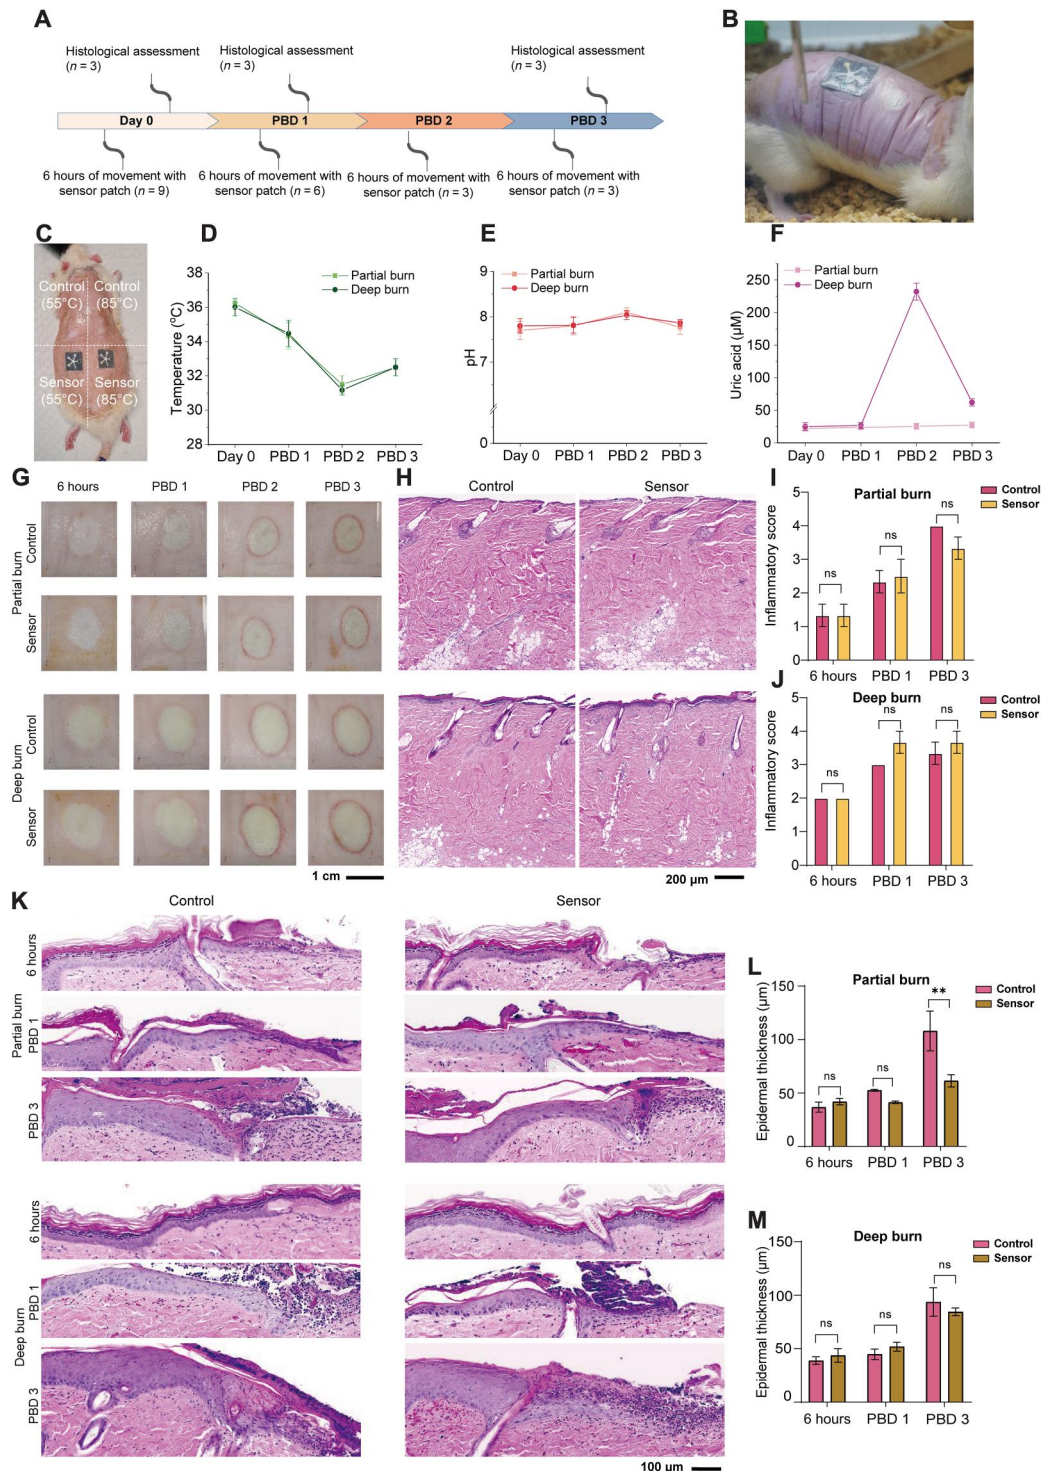 A
Histological assessment
(n = 3)
Histological assessment
(n = 3)
Histological assessment
(n = 3)
Day 0
PBD 1
PBD 2
PBD 3
6 hours of movement with
sensor patch (n = 9)
6 hours of movement with
sensor patch (n = 6)
6 hours of movement with
sensor patch (n = 3)
6 hours of movement with
sensor patch (n = 3)
B
C
Control
(55°C)
Control
(85°C)
Sensor
(55°C)
Sensor
(85°C)
D
Partial burn
Deep burn
Temperature (°C)
38
36
34
32
30
28
Day 0
PBD 1
PBD 2
PBD 3
E
Partial burn
Deep burn
pH
9
8
7
0
Day 0
PBD 1
PBD 2
PBD 3
F
Partial burn
Deep burn
Uric acid (µM)
250
200
150
100
50
0
Day 0
PBD 1
PBD 2
PBD 3
G
6 hours
PBD 1
PBD 2
PBD 3
Partial burn
Control
Sensor
Deep burn
Control
Sensor
1 cm
H
Control
Sensor
200 µm
I
Partial burn
Control
Sensor
Inflammatory score
5
4
3
2
1
0
ns
ns
ns
6 hours
PBD 1
PBD 3
J
Deep burn
Control
Sensor
Inflammatory score
5
4
3
2
1
0
ns
ns
ns
6 hours
PBD 1
PBD 3
K
Control
Sensor
Partial burn
6 hours
PBD 1
PBD 3
Deep burn
6 hours
PBD 1
PBD 3
100 µm
L
Partial burn
Control
Sensor
Epidermal thickness (µm)
150
100
50
0
ns
ns
**
6 hours
PBD 1
PBD 3
M
Deep burn
Control
Sensor
Epidermal thickness (µm)
150
100
50
0
ns
ns
ns
6 hours
PBD 1
PBD 3